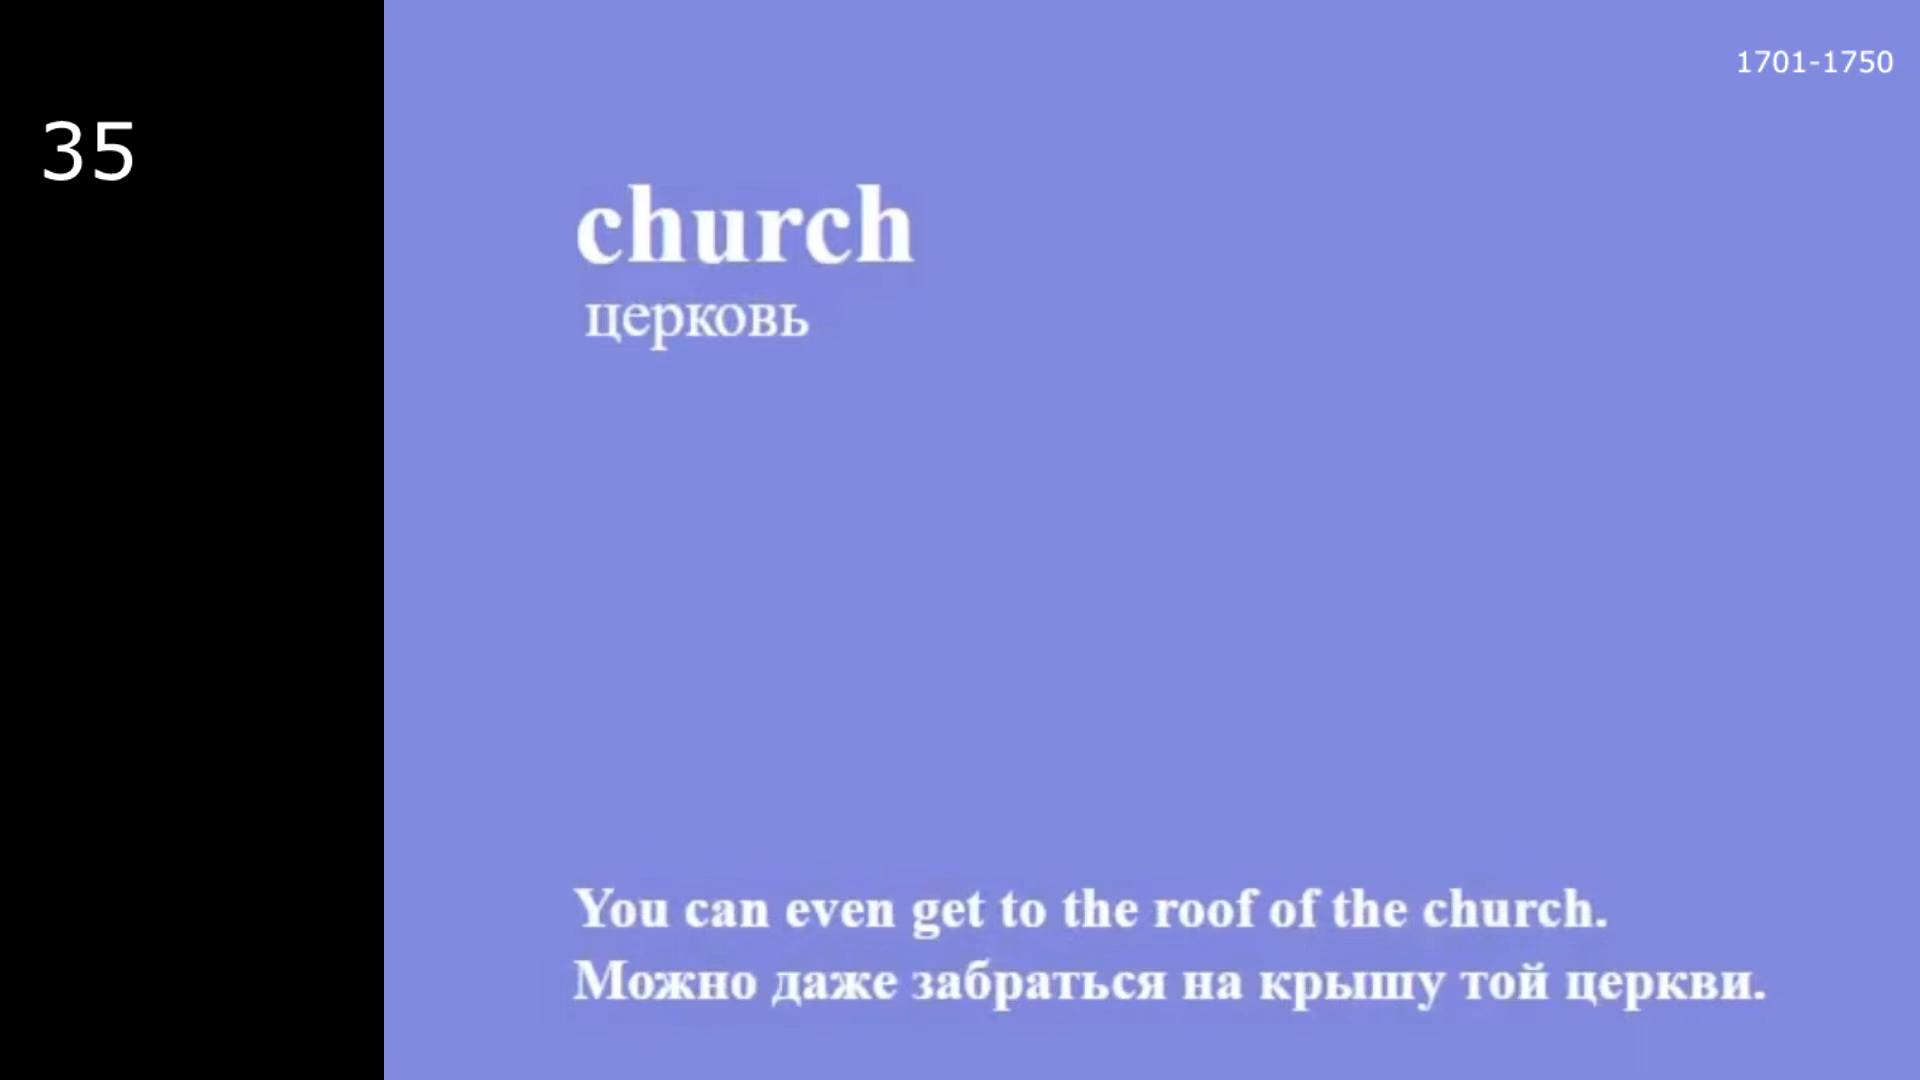 35
1701-1750
church
церковь
You can even get to the roof of the church.
Можно даже забраться на крышу той церкви.